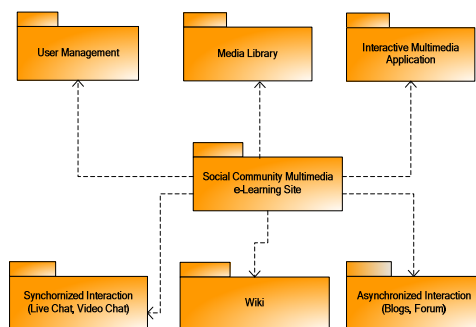 User Management
Media Library
Interactive Multimedia
Application
Social Community Multimedia
e-Learning Site
Synchornized Interaction
(Live Chat, Video Chat)
Wiki
Asynchronized Interaction
(Blogs, Forum)